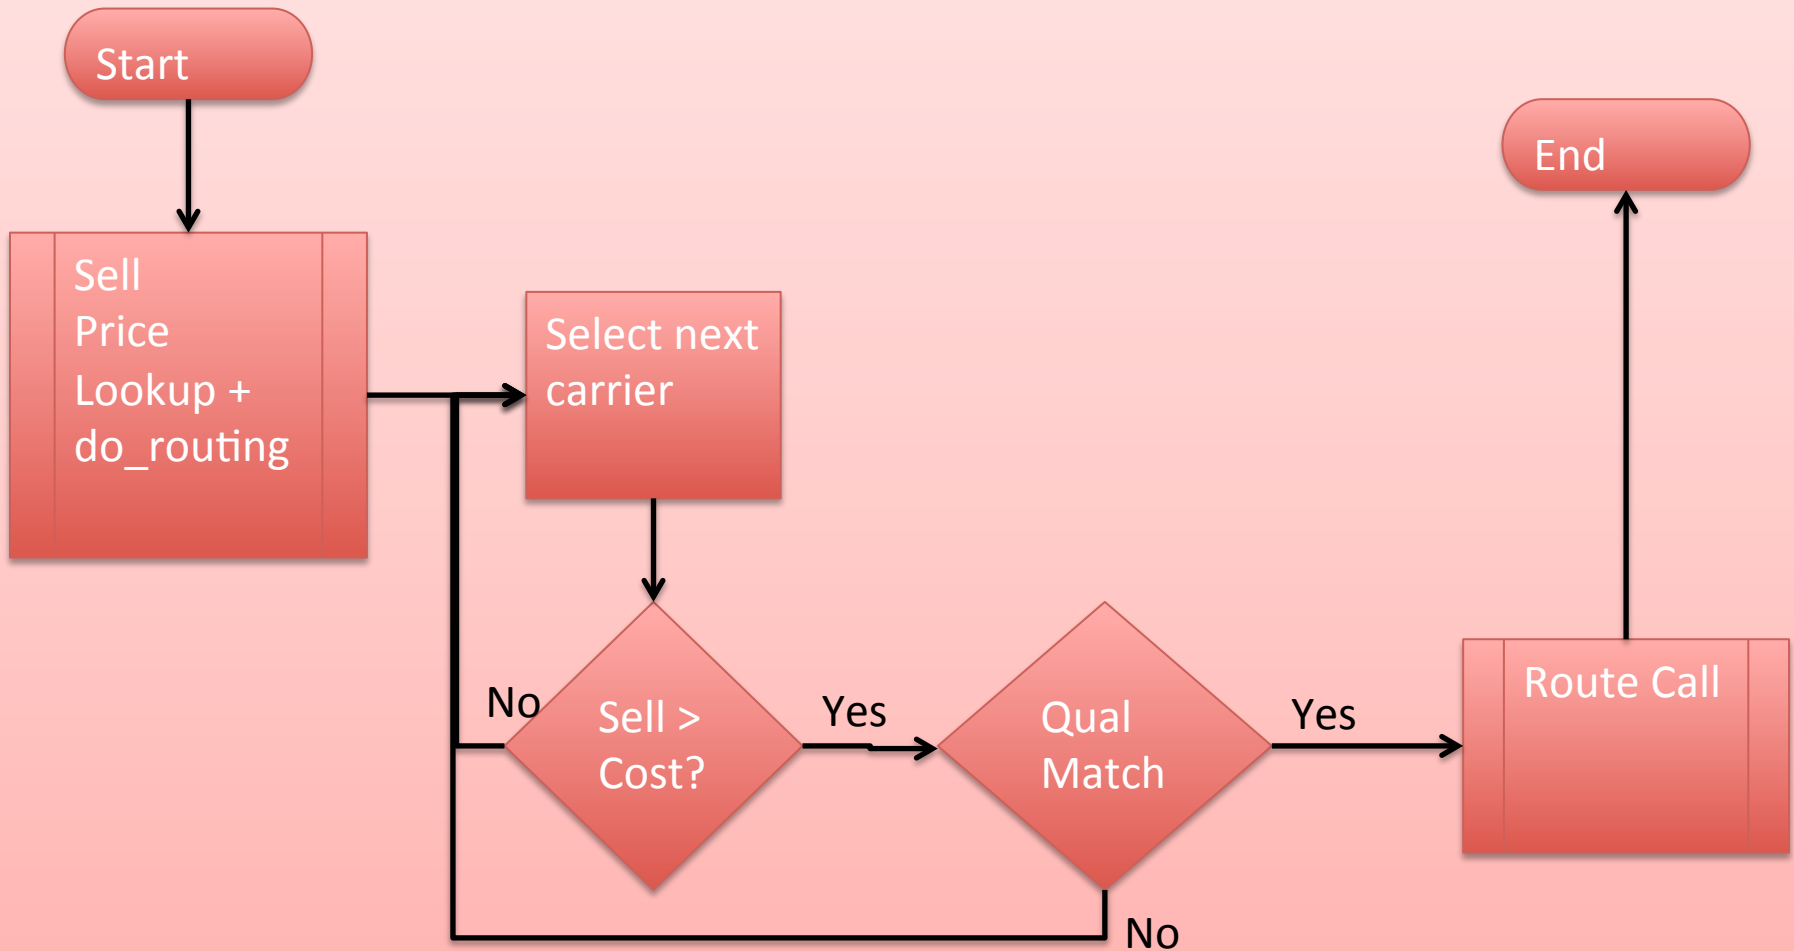 Start
End
Sell
Price
Lookup +
do_routing
Select next
carrier
No
Sell >
Cost?
Yes
Qual
Match
Yes
Route Call
No